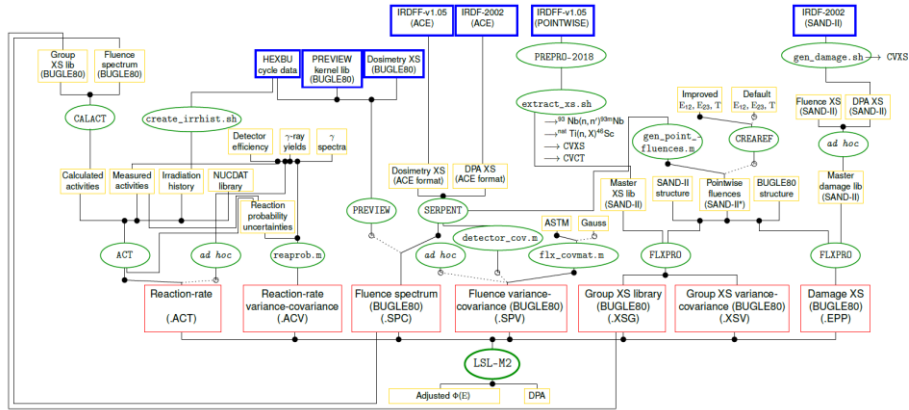 IRDFF-v1.05
(ACE)
IRDF-2002
(ACE)
IRDFF-v1.05
(POINTWISE)
IRDF-2002
(SAND-II)
Group
XS lib
(BUGLE80)
Fluence
spectrum
(BUGLE80)
HEXBU
cycle data
PREVIEW
kernel lib
(BUGLE80)
Dosimetry XS
(BUGLE80)
PREPRO-2018
gen_damage.sh
CVXS
CALACT
create_irrhist.sh
extract_xs.sh
⁹³Nb(n,n')⁹³ᵐNb
ⁿᵃᵗTi(n,X)⁴⁶Sc
CVXS
CVCT
Improved
E₁₂, E₂₃, T
Default
E₁₂, E₂₃, T
Fluence XS
(SAND-II)
DPA XS
(SAND-II)
Detector
efficiency
γ-ray
yields
γ
spectra
gen_point_-
fluences.m
CREAREF
ad hoc
Calculated
activities
Measured
activities
Irradiation
history
NUCDAT
library
Dosimetry XS
(ACE format)
DPA XS
(ACE format)
Master
XS lib
(SAND-II)
SAND-II
structure
Pointwise
fluences
(SAND-II*)
BUGLE80
structure
Master
damage lib
(SAND-II)
Reaction
probability
uncertainties
PREVIEW
SERPENT
ASTM
Gauss
detector_cov.m
ACT
ad hoc
reaprob.m
ad hoc
flx_covmat.m
FLXPRO
FLXPRO
Reaction-rate
(.ACT)
Reaction-rate
variance-covariance
(.ACV)
Fluence spectrum
(BUGLE80)
(.SPC)
Fluence variance-
covariance (BUGLE80)
(.SPV)
Group XS library
(BUGLE80)
(.XSG)
Group XS variance-
covariance (BUGLE80)
(.XSV)
Damage XS
(BUGLE80)
(.EPP)
LSL-M2
Adjusted Φ(E)
DPA